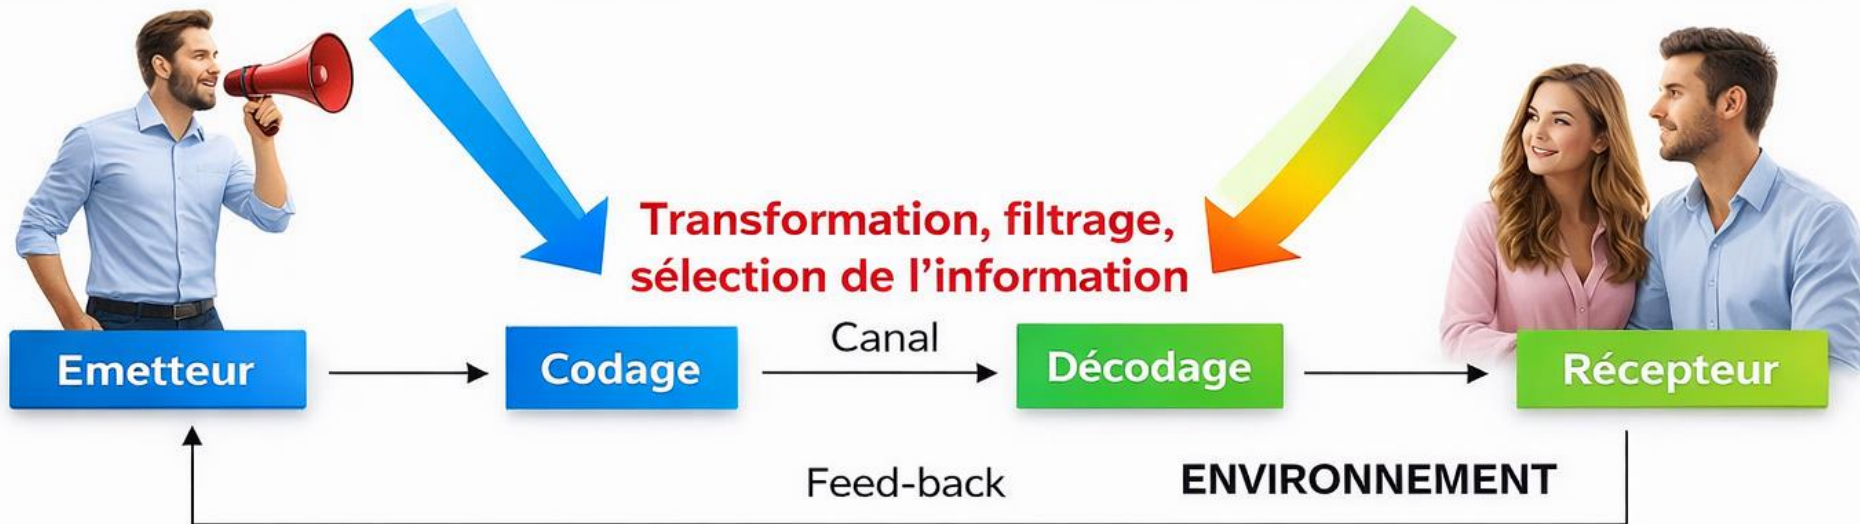 Transformation, filtrage,
sélection de l'information
Emetteur
Codage
Canal
Décodage
Récepteur
Feed-back
ENVIRONNEMENT